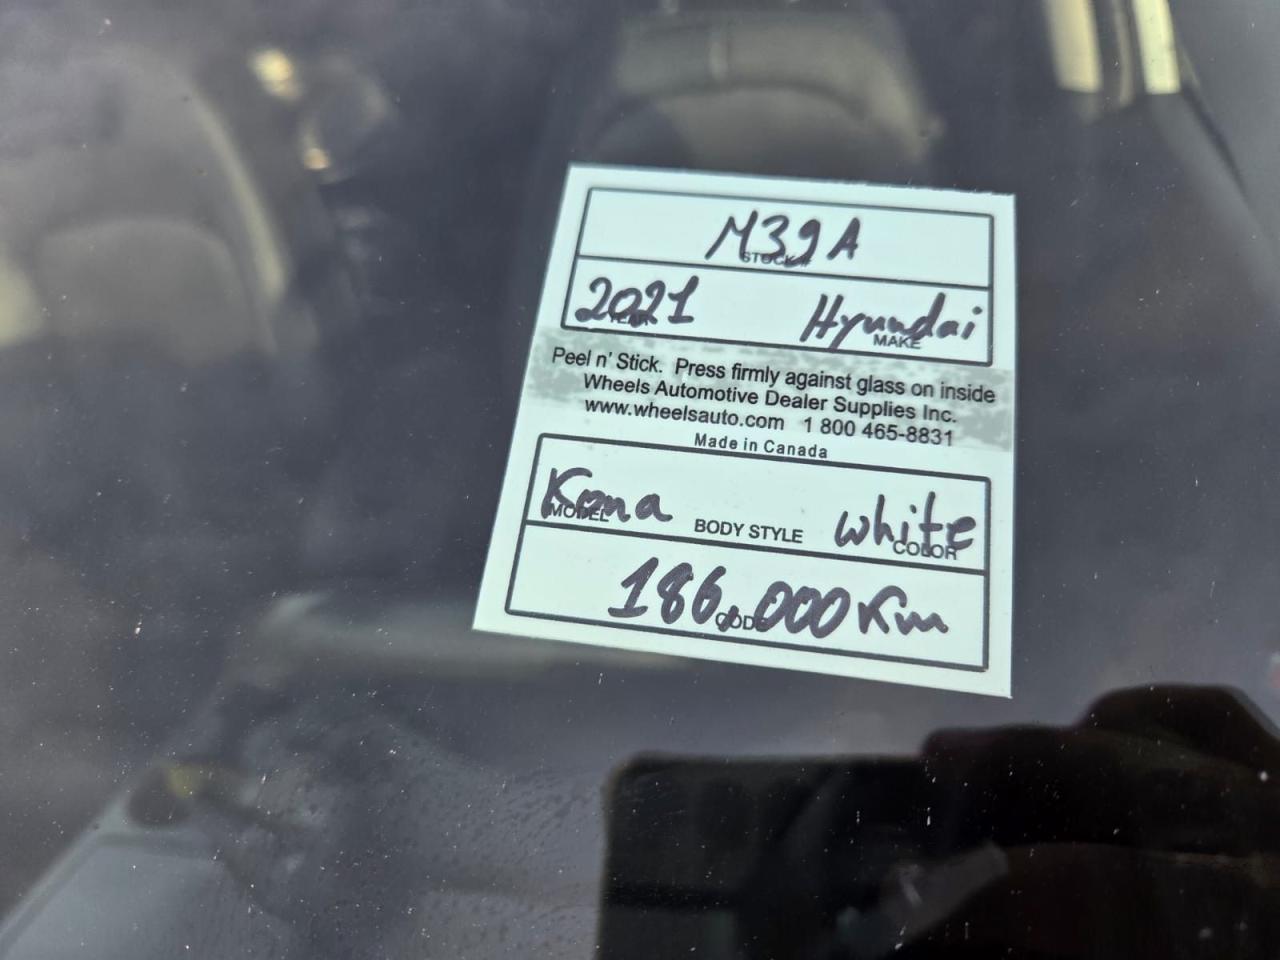 M39A
STOCK #
2021 Hyundai
YEAR MAKE
Peel n' Stick. Press firmly against glass on inside
Wheels Automotive Dealer Supplies Inc.
www.wheelsauto.com 1 800 465-8831
Made in Canada
Kona white
MODEL BODY STYLE COLOR
186,000 Km
CODE